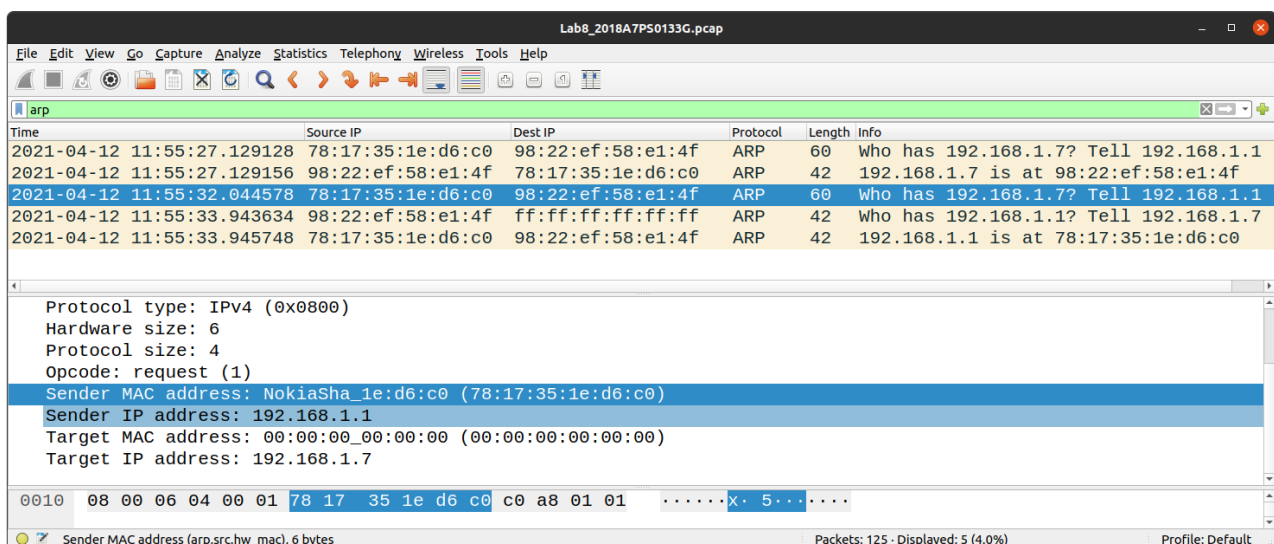 Lab8_2018A7PS0133G.pcap
File Edit View Go Capture Analyze Statistics Telephony Wireless Tools Help
arp
Time Source IP Dest IP Protocol Length Info
2021-04-12 11:55:27.129128 78:17:35:1e:d6:c0 98:22:ef:58:e1:4f ARP 60 Who has 192.168.1.7? Tell 192.168.1.1
2021-04-12 11:55:27.129156 98:22:ef:58:e1:4f 78:17:35:1e:d6:c0 ARP 42 192.168.1.7 is at 98:22:ef:58:e1:4f
2021-04-12 11:55:32.044578 78:17:35:1e:d6:c0 98:22:ef:58:e1:4f ARP 60 Who has 192.168.1.7? Tell 192.168.1.1
2021-04-12 11:55:33.943634 98:22:ef:58:e1:4f ff:ff:ff:ff:ff:ff ARP 42 Who has 192.168.1.1? Tell 192.168.1.7
2021-04-12 11:55:33.945748 78:17:35:1e:d6:c0 98:22:ef:58:e1:4f ARP 42 192.168.1.1 is at 78:17:35:1e:d6:c0
Protocol type: IPv4 (0x0800)
Hardware size: 6
Protocol size: 4
Opcode: request (1)
Sender MAC address: NokiaSha_1e:d6:c0 (78:17:35:1e:d6:c0)
Sender IP address: 192.168.1.1
Target MAC address: 00:00:00_00:00:00 (00:00:00:00:00:00)
Target IP address: 192.168.1.7
0010 08 00 06 04 00 01 78 17 35 1e d6 c0 c0 a8 01 01 ······x· 5·······
Sender MAC address (arp.src.hw_mac), 6 bytes Packets: 125 · Displayed: 5 (4.0%) Profile: Default